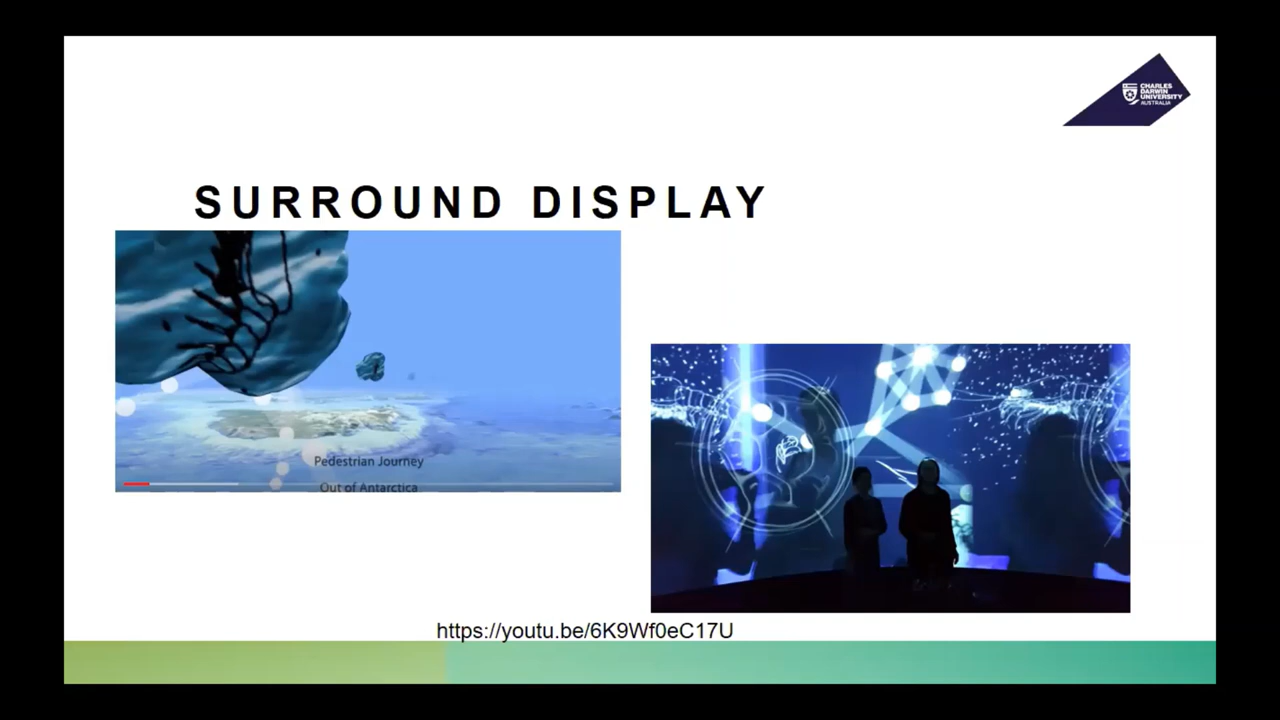 CHARLES
DARWIN
UNIVERSITY
AUSTRALIA
SURROUND DISPLAY
Pedestrian Journey
Out of Antarctica
https://youtu.be/6K9Wf0eC17U